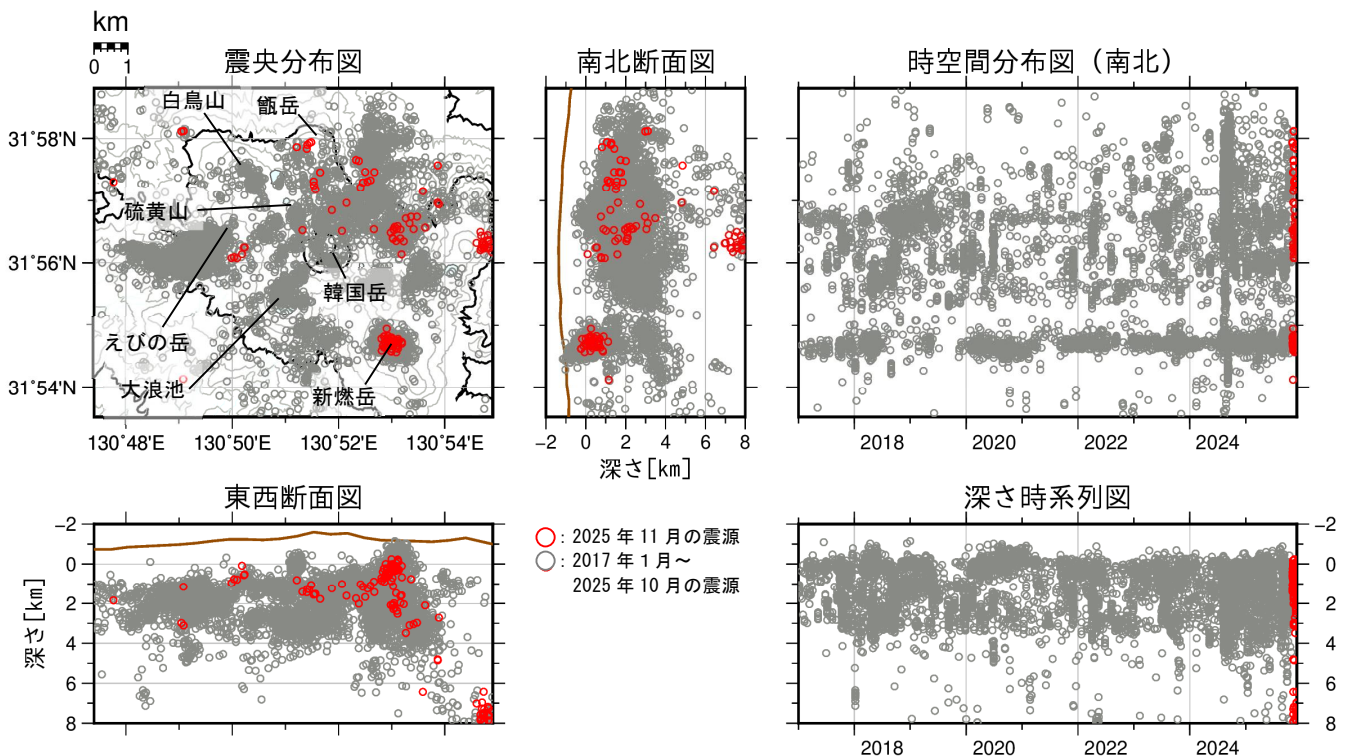 km
0 1
震央分布図
白鳥山
甑岳
硫黄山
韓国岳
えびの岳
大浪池
新燃岳
31°58'N
31°56'N
31°54'N
130°48'E 130°50'E 130°52'E 130°54'E
南北断面図
-2 0 2 4 6 8
深さ[km]
時空間分布図（南北）
2018 2020 2022 2024
東西断面図
-2
0
2
4
6
8
深さ[km]
○：2025 年 11 月の震源
○：2017 年 1 月～
2025 年 10 月の震源
深さ時系列図
-2
0
2
4
6
8
2018 2020 2022 2024